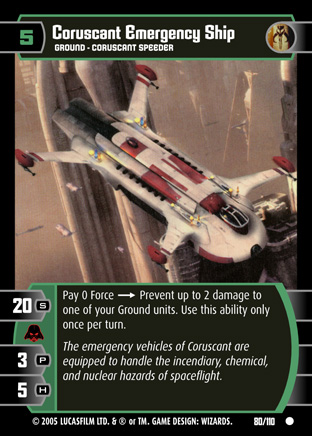 5 Coruscant Emergency Ship
GROUND - CORUSCANT SPEEDER
20 S
Pay 0 Force → Prevent up to 2 damage to
one of your Ground units. Use this ability only
once per turn.
3 P
The emergency vehicles of Coruscant are
equipped to handle the incendiary, chemical,
and nuclear hazards of spaceflight.
5 H
© 2005 LUCASFILM LTD. & ® or TM. GAME DESIGN: WIZARDS. 80/110